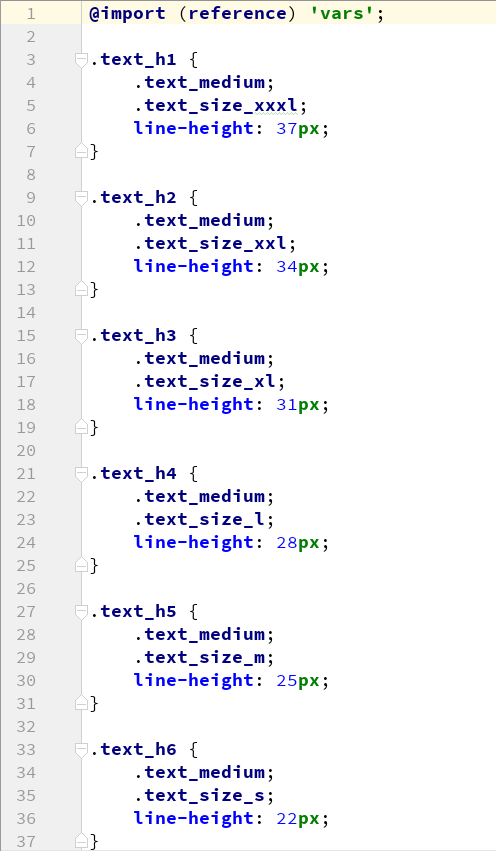 1 @import (reference) 'vars';
2
3 .text_h1 {
4     .text_medium;
5     .text_size_xxxl;
6     line-height: 37px;
7 }
8
9 .text_h2 {
10     .text_medium;
11     .text_size_xxl;
12     line-height: 34px;
13 }
14
15 .text_h3 {
16     .text_medium;
17     .text_size_xl;
18     line-height: 31px;
19 }
20
21 .text_h4 {
22     .text_medium;
23     .text_size_l;
24     line-height: 28px;
25 }
26
27 .text_h5 {
28     .text_medium;
29     .text_size_m;
30     line-height: 25px;
31 }
32
33 .text_h6 {
34     .text_medium;
35     .text_size_s;
36     line-height: 22px;
37 }